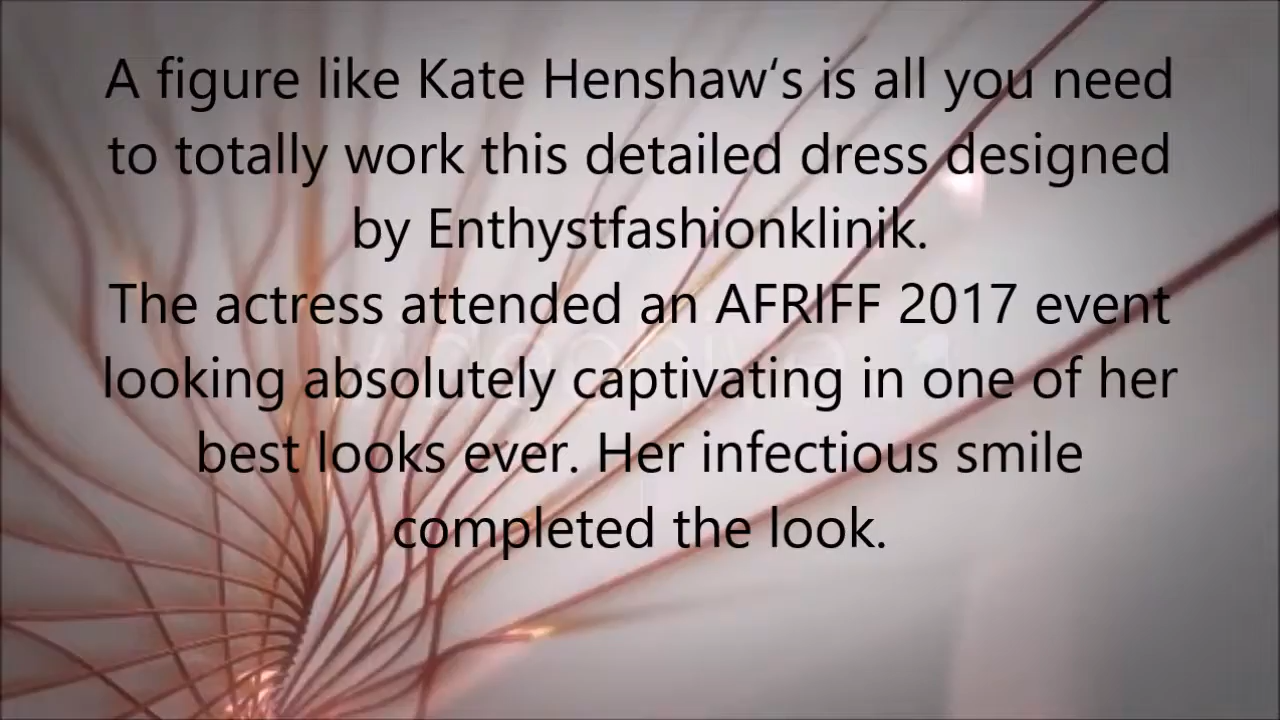 A figure like Kate Henshaw‘s is all you need
to totally work this detailed dress designed
by Enthystfashionklinik.
The actress attended an AFRIFF 2017 event
looking absolutely captivating in one of her
best looks ever. Her infectious smile
completed the look.